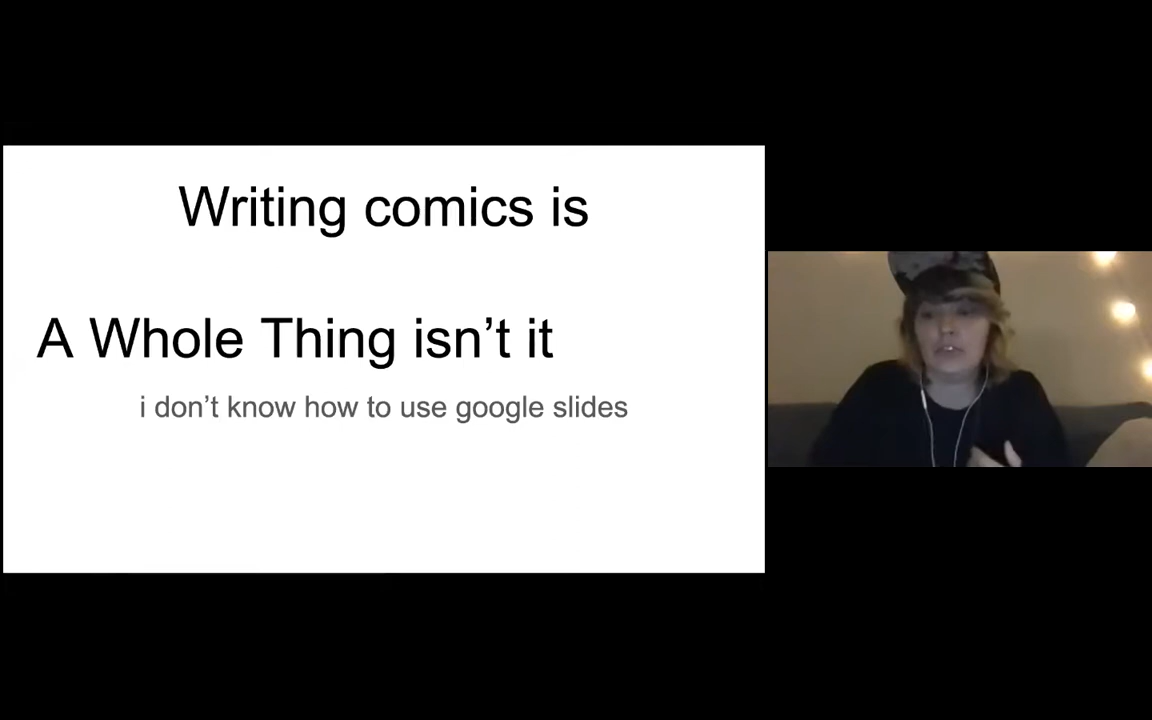 Writing comics is
A Whole Thing isn’t it
i don’t know how to use google slides